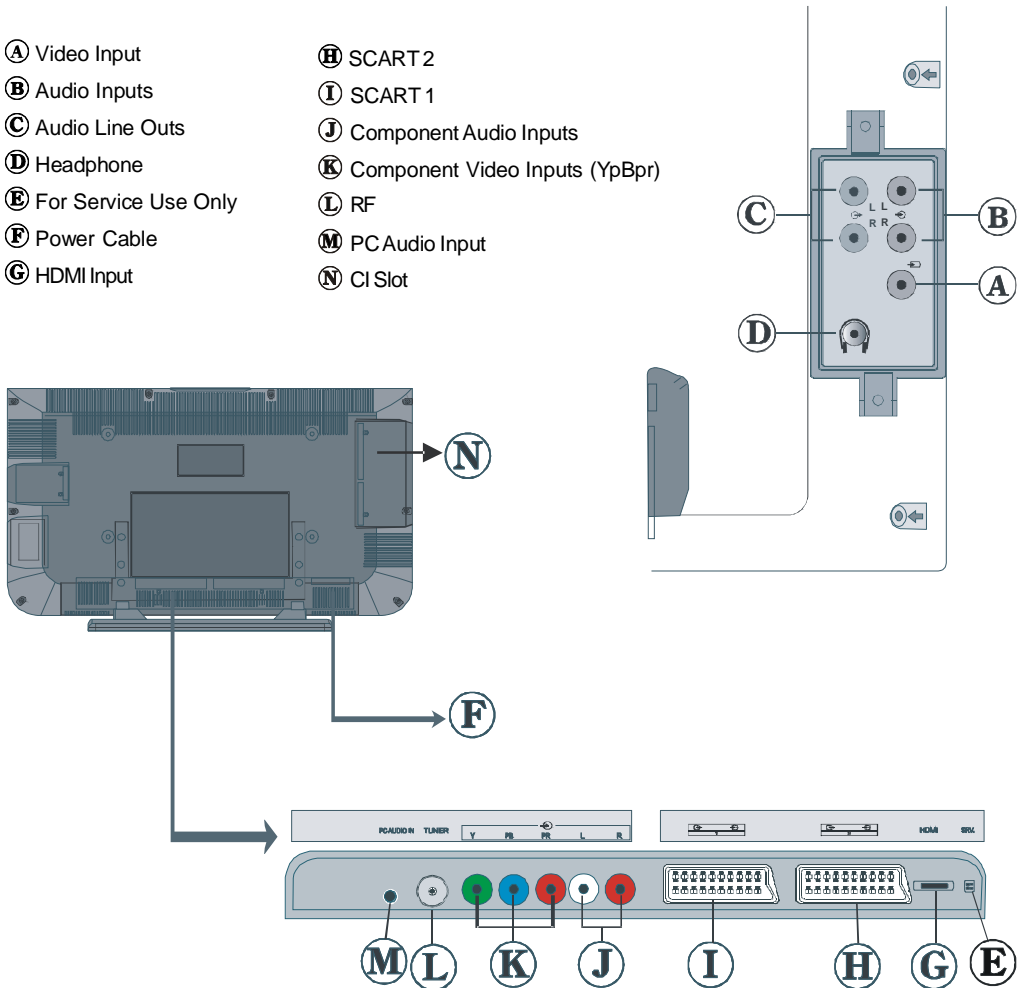 A Video Input
B Audio Inputs
C Audio Line Outs
D Headphone
E For Service Use Only
F Power Cable
G HDMI Input
H SCART 2
I SCART 1
J Component Audio Inputs
K Component Video Inputs (YpBpr)
L RF
M PC Audio Input
N CI Slot
C
L L
R R
B
A
D
N
F
PC AUDIO IN TUNER Y PB PR L R
HDMI SRV.
M L K J I H G E